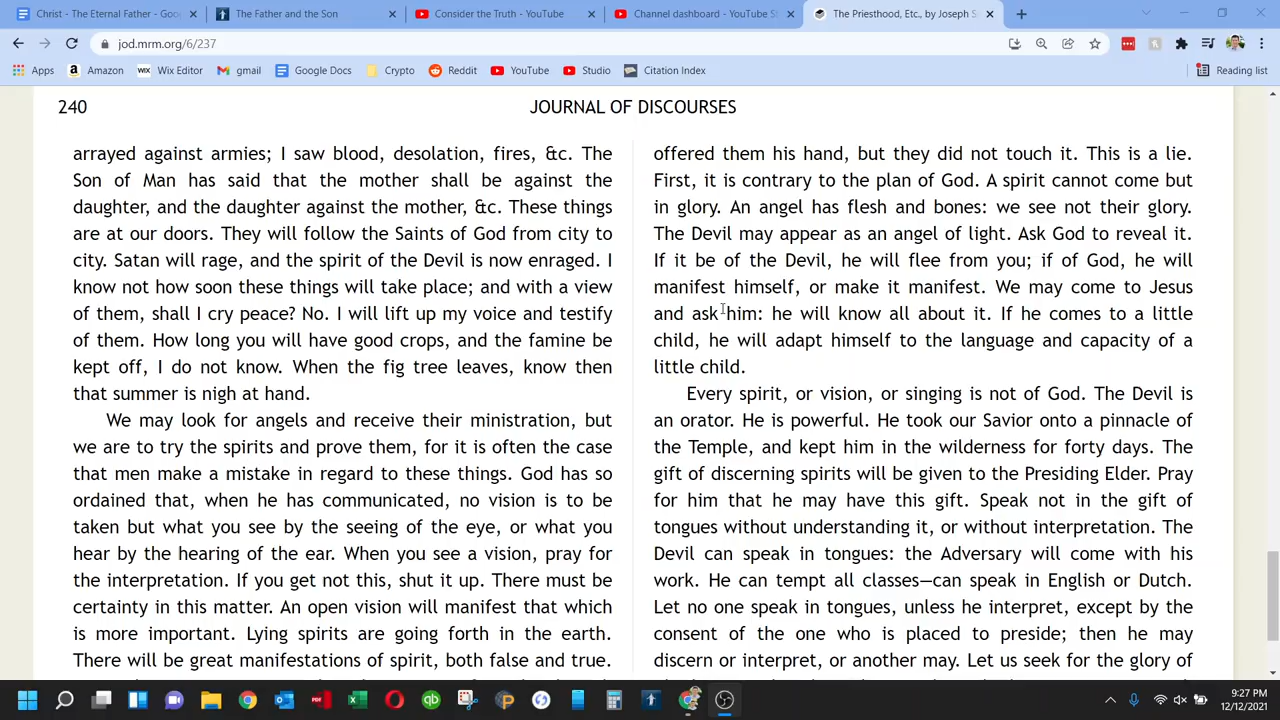 Christ - The Eternal Father - Goo
The Father and the Son
Consider the Truth - YouTube
Channel dashboard - YouTube S
The Priesthood, Etc., by Joseph S
jod.mrm.org/6/237
Apps
Amazon
Wix Editor
gmail
Google Docs
Crypto
Reddit
YouTube
Studio
Citation Index
Reading list
240
JOURNAL OF DISCOURSES
arrayed against armies; I saw blood, desolation, fires, &c. The
Son of Man has said that the mother shall be against the
daughter, and the daughter against the mother, &c. These things
are at our doors. They will follow the Saints of God from city to
city. Satan will rage, and the spirit of the Devil is now enraged. I
know not how soon these things will take place; and with a view
of them, shall I cry peace? No. I will lift up my voice and testify
of them. How long you will have good crops, and the famine be
kept off, I do not know. When the fig tree leaves, know then
that summer is nigh at hand.
We may look for angels and receive their ministration, but
we are to try the spirits and prove them, for it is often the case
that men make a mistake in regard to these things. God has so
ordained that, when he has communicated, no vision is to be
taken but what you see by the seeing of the eye, or what you
hear by the hearing of the ear. When you see a vision, pray for
the interpretation. If you get not this, shut it up. There must be
certainty in this matter. An open vision will manifest that which
is more important. Lying spirits are going forth in the earth.
There will be great manifestations of spirit, both false and true.
offered them his hand, but they did not touch it. This is a lie.
First, it is contrary to the plan of God. A spirit cannot come but
in glory. An angel has flesh and bones: we see not their glory.
The Devil may appear as an angel of light. Ask God to reveal it.
If it be of the Devil, he will flee from you; if of God, he will
manifest himself, or make it manifest. We may come to Jesus
and ask him: he will know all about it. If he comes to a little
child, he will adapt himself to the language and capacity of a
little child.
Every spirit, or vision, or singing is not of God. The Devil is
an orator. He is powerful. He took our Savior onto a pinnacle of
the Temple, and kept him in the wilderness for forty days. The
gift of discerning spirits will be given to the Presiding Elder. Pray
for him that he may have this gift. Speak not in the gift of
tongues without understanding it, or without interpretation. The
Devil can speak in tongues: the Adversary will come with his
work. He can tempt all classes—can speak in English or Dutch.
Let no one speak in tongues, unless he interpret, except by the
consent of the one who is placed to preside; then he may
discern or interpret, or another may. Let us seek for the glory of
9:27 PM
12/12/2021